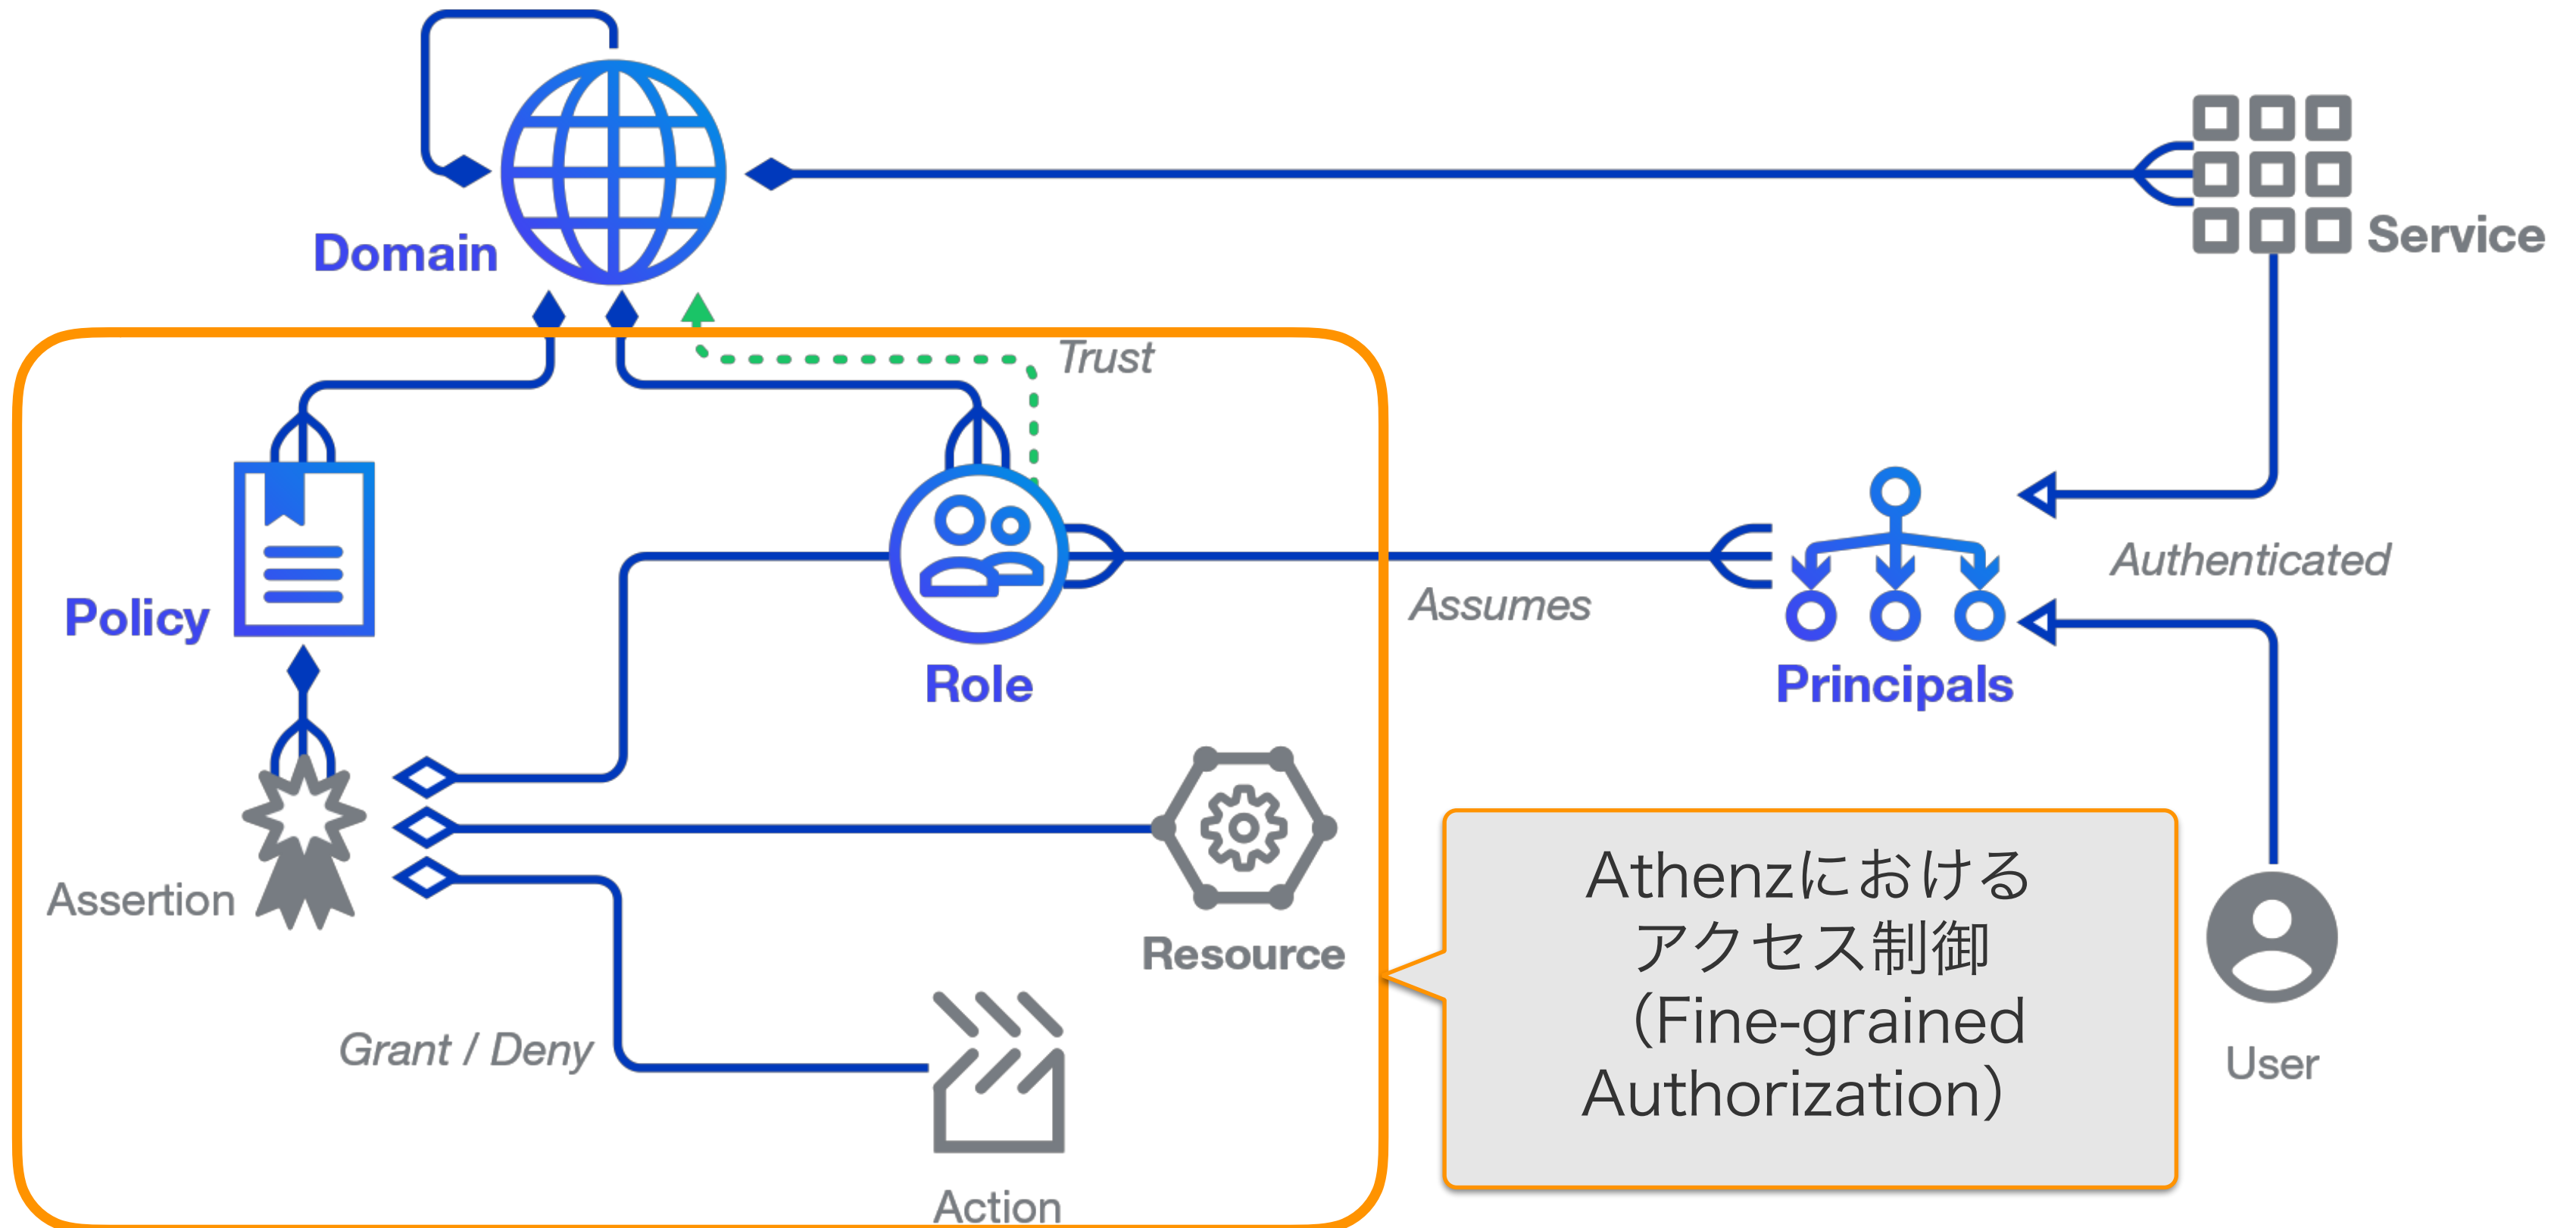 Domain
Service
Trust
Policy
Role
Assumes
Principals
Authenticated
Assertion
Resource
Grant / Deny
Action
Athenzにおける
アクセス制御
（Fine-grained
Authorization）
User